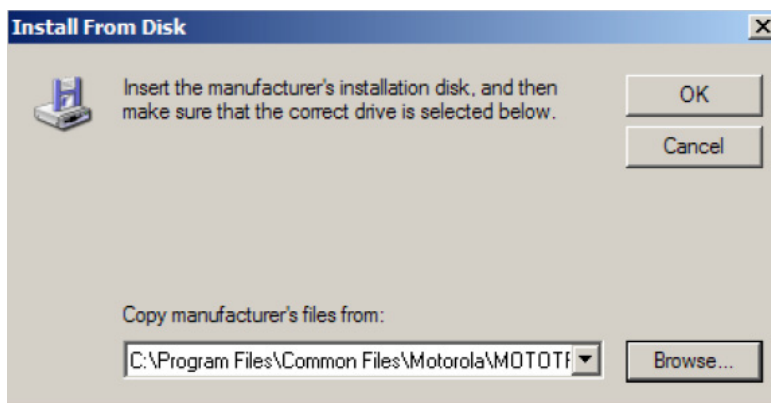 Install From Disk
Insert the manufacturer's installation disk, and then
make sure that the correct drive is selected below.
OK
Cancel
Copy manufacturer's files from:
C:\Program Files\Common Files\Motorola\MOTOTF
Browse...